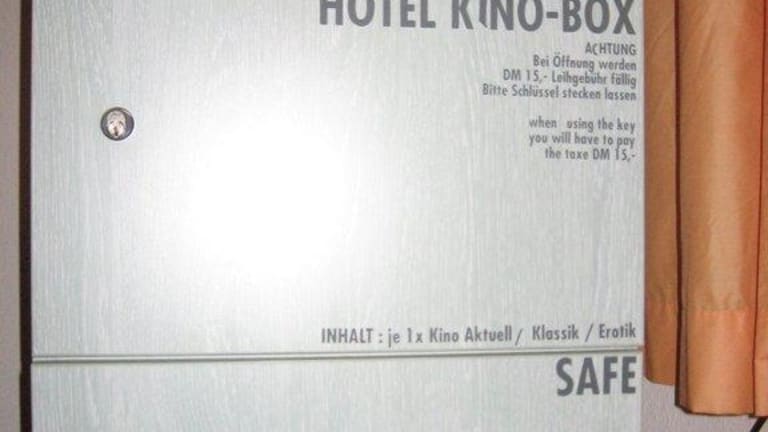 HOTEL KINO-BOX
ACHTUNG
Bei Öffnung werden
DM 15,- Leihgebühr fällig
Bitte Schlüssel stecken lassen
when using the key
you will have to pay
the taxe DM 15,-
INHALT : je 1x Kino Aktuell / Klassik / Erotik
SAFE